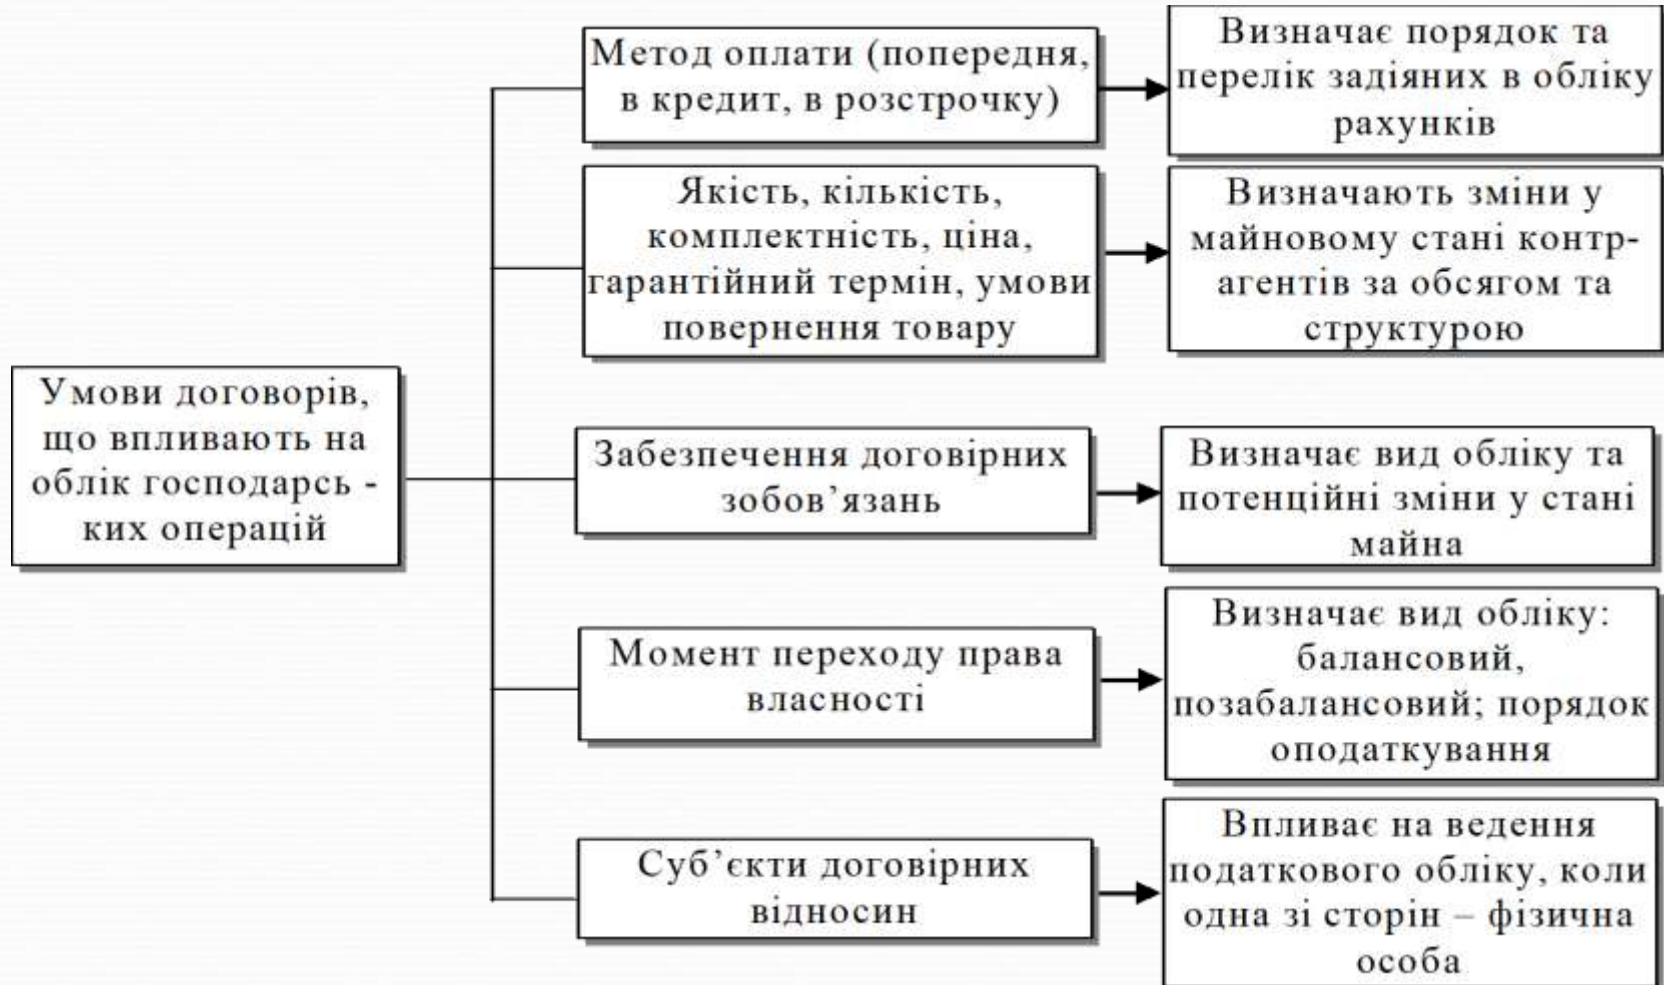 Метод оплати (попередня,
в кредит, в розстрочку)
Визначає порядок та
перелік задіяних в обліку
рахунків
Якість, кількість,
комплектність, ціна,
гарантійний термін, умови
повернення товару
Визначають зміни у
майновому стані контр-
агентів за обсягом та
структурою
Умови договорів,
що впливають на
облік господарсь -
ких операцій
Забезпечення договірних
зобов’язань
Визначає вид обліку та
потенційні зміни у стані
майна
Момент переходу права
власності
Визначає вид обліку:
балансовий,
позабалансовий; порядок
оподаткування
Суб’єкти договірних
відносин
Впливає на ведення
податкового обліку, коли
одна зі сторін – фізична
особа